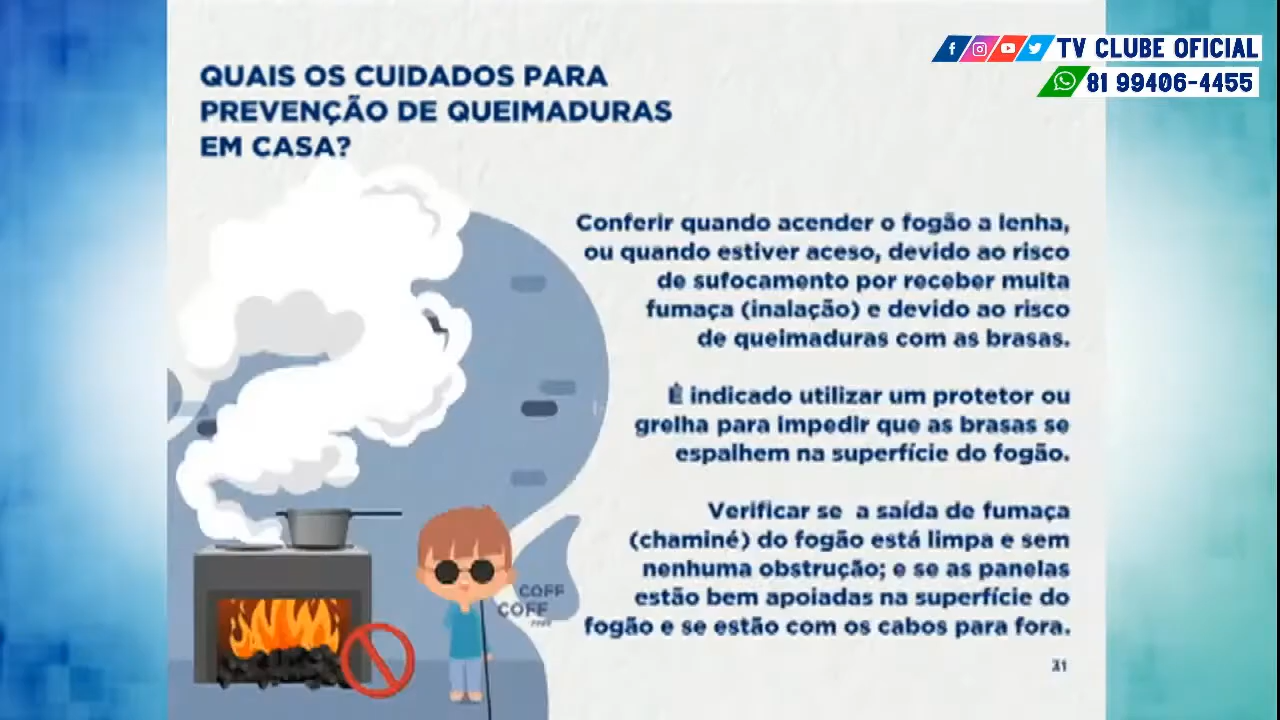 TV CLUBE OFICIAL
81 99406-4455
QUAIS OS CUIDADOS PARA
PREVENÇÃO DE QUEIMADURAS
EM CASA?
Conferir quando acender o fogão a lenha,
ou quando estiver aceso, devido ao risco
de sufocamento por receber muita
fumaça (inalação) e devido ao risco
de queimaduras com as brasas.
É indicado utilizar um protetor ou
grelha para impedir que as brasas se
espalhem na superfície do fogão.
Verificar se a saída de fumaça
(chaminé) do fogão está limpa e sem
nenhuma obstrução; e se as panelas
estão bem apoiadas na superfície do
fogão e se estão com os cabos para fora.
COFF
COFF